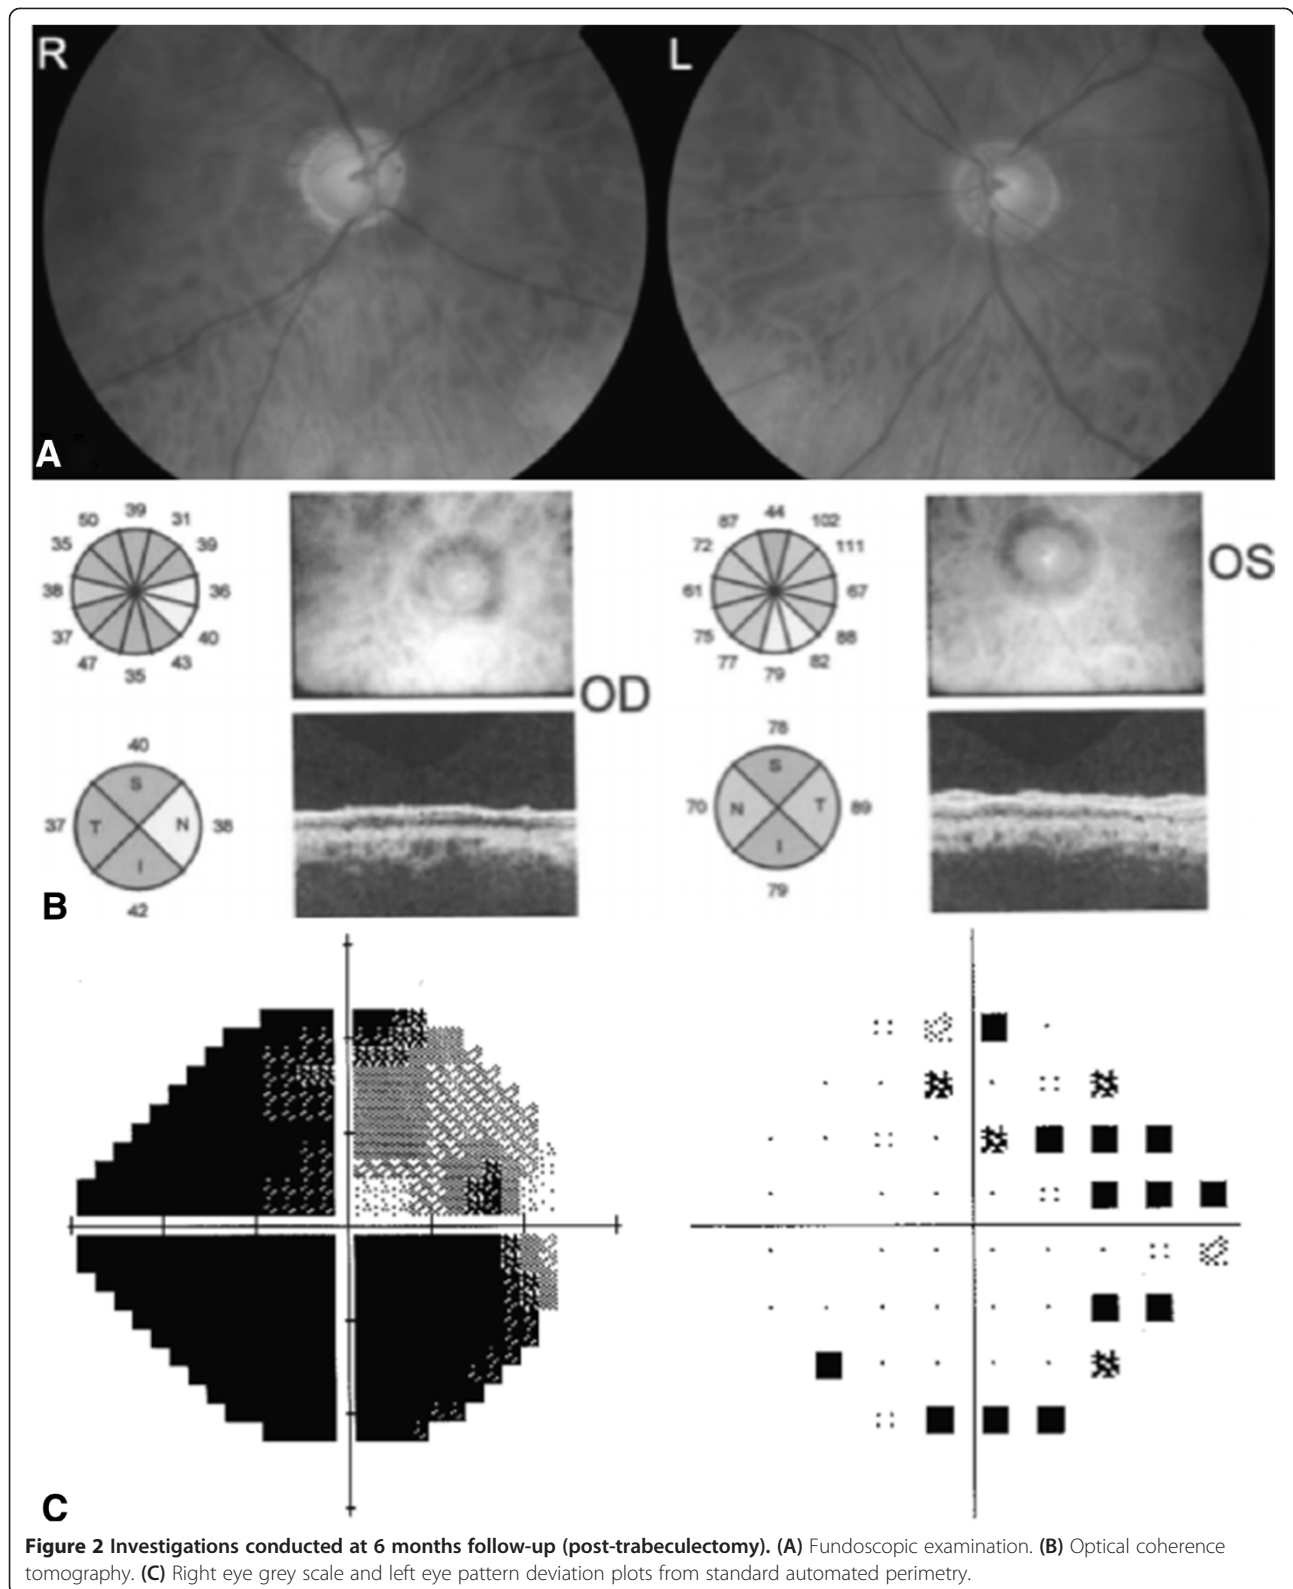 R
L
A
39
50
31
35
39
38
36
37
40
47
43
35
OD
40
S
37
T
N
38
I
42
44
87
102
72
111
61
67
75
88
77
82
79
OS
78
S
70
N
T
89
I
79
B
C
Figure 2 Investigations conducted at 6 months follow-up (post-trabeculectomy). (A) Fundoscopic examination. (B) Optical coherence
tomography. (C) Right eye grey scale and left eye pattern deviation plots from standard automated perimetry.